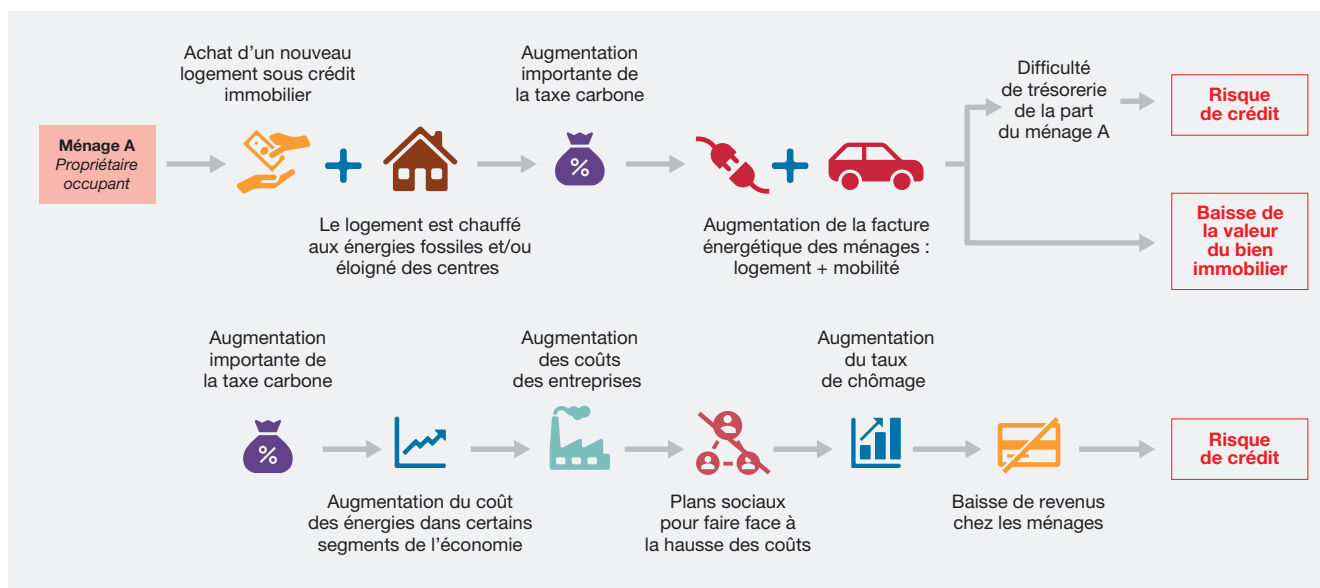 Achat d’un nouveau
logement sous crédit
immobilier
Augmentation
importante de
la taxe carbone
Difficulté
de trésorerie
de la part
du ménage A
Risque
de crédit
Ménage A
Propriétaire
occupant
%
Le logement est chauffé
aux énergies fossiles et/ou
éloigné des centres
Augmentation de la facture
énergétique des ménages :
logement + mobilité
Baisse de
la valeur
du bien
immobilier
Augmentation
importante de
la taxe carbone
Augmentation
des coûts
des entreprises
Augmentation
du taux
de chômage
%
Risque
de crédit
Augmentation du coût
des énergies dans certains
segments de l’économie
Plans sociaux
pour faire face à
la hausse des coûts
Baisse de revenus
chez les ménages